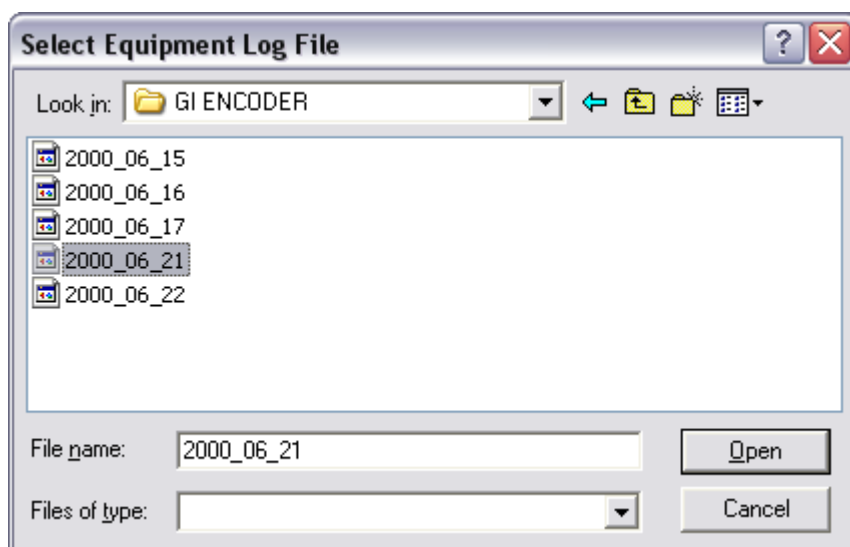 Select Equipment Log File
Look in: GI ENCODER
2000_06_15
2000_06_16
2000_06_17
2000_06_21
2000_06_22
File name: 2000_06_21 Open
Files of type: Cancel